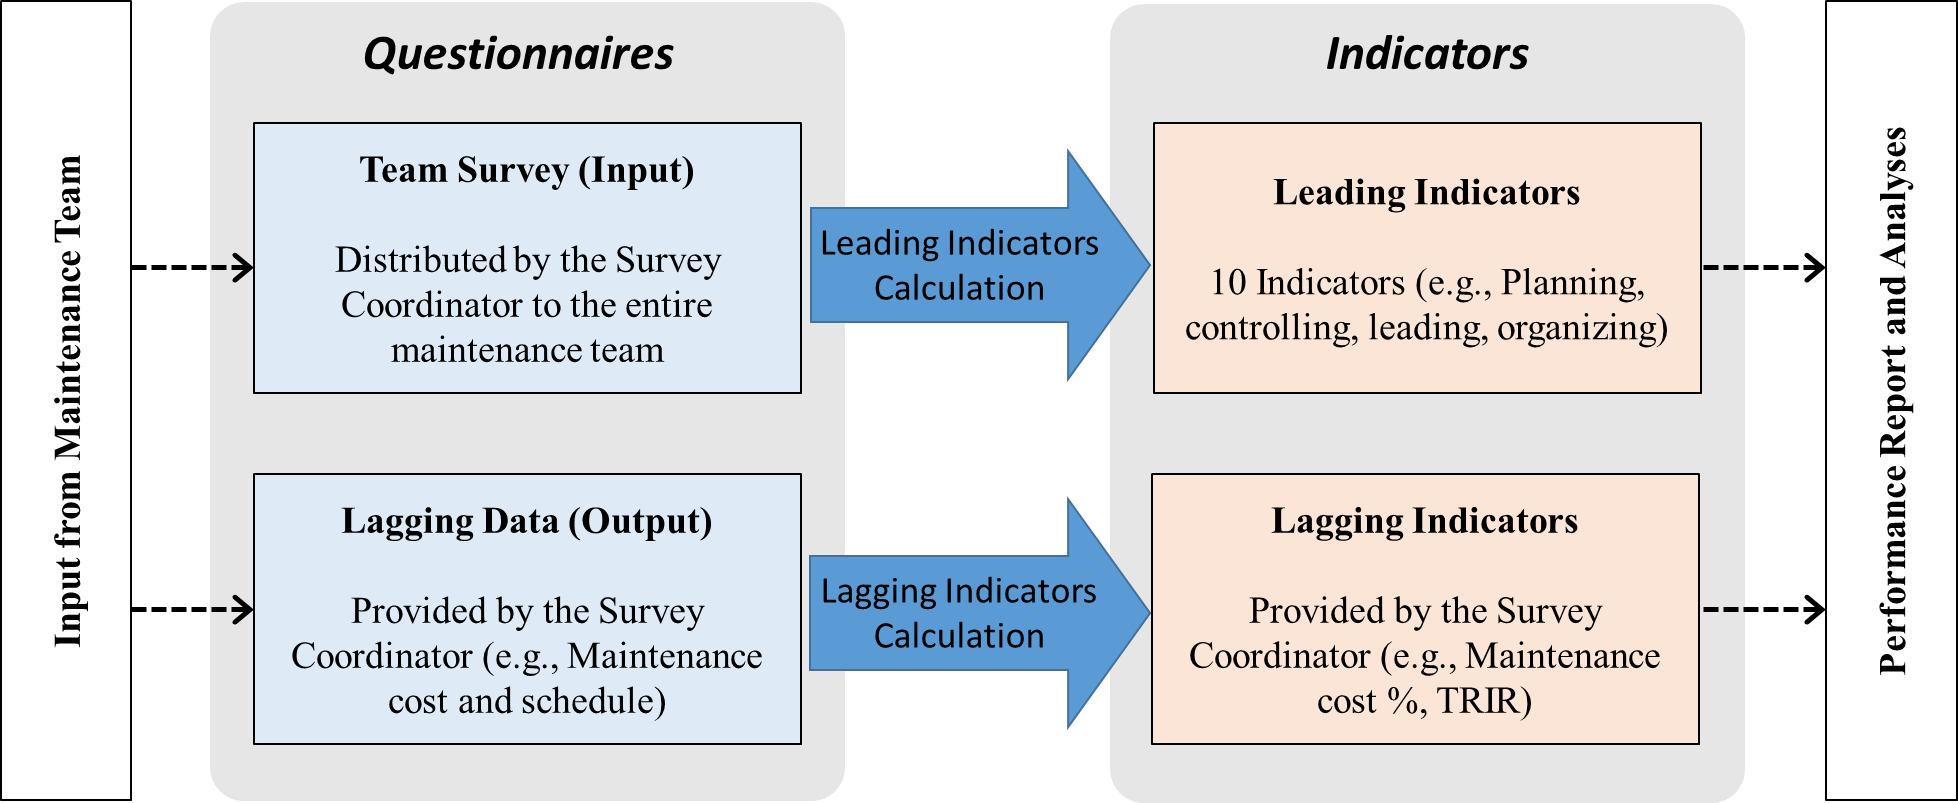 Input from Maintenance Team
Questionnaires
Team Survey (Input)
Distributed by the Survey
Coordinator to the entire
maintenance team
Lagging Data (Output)
Provided by the Survey
Coordinator (e.g., Maintenance
cost and schedule)
Leading Indicators
Calculation
Lagging Indicators
Calculation
Indicators
Leading Indicators
10 Indicators (e.g., Planning,
controlling, leading, organizing)
Lagging Indicators
Provided by the Survey
Coordinator (e.g., Maintenance
cost %, TRIR)
Performance Report and Analyses